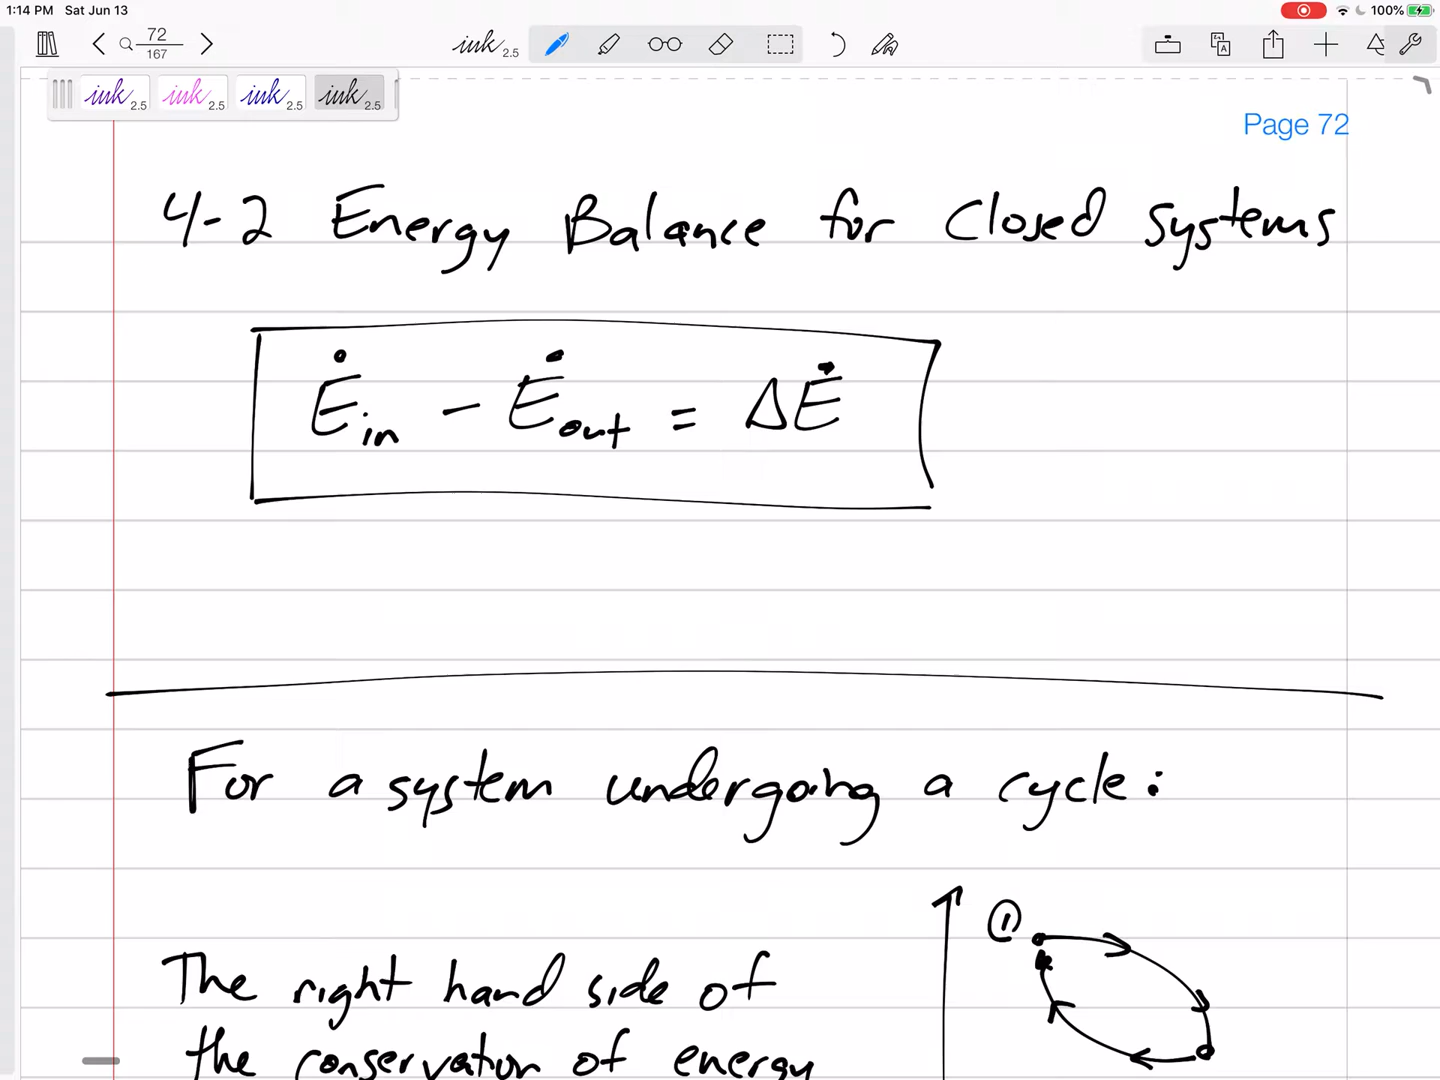 1:14 PM Sat Jun 13
100%
72
167
ink 2.5
ink 2.5 ink 2.5 ink 2.5 ink 2.5
Page 72
4-2 Energy Balance for Closed Systems
Ė in - Ė out = ΔĖ
For a system undergoing a cycle:
①
The right hand side of
the conservation of energy